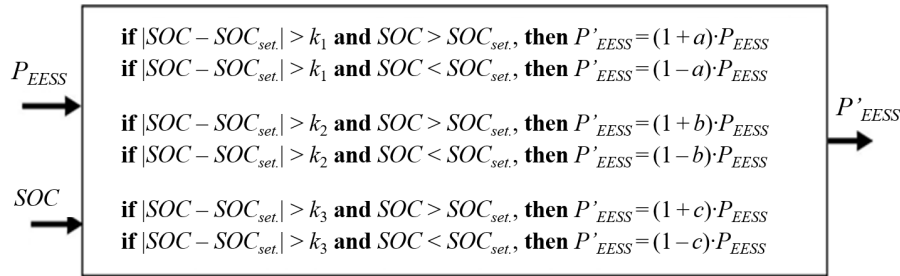 if |SOC – SOC_set.| > k_1 and SOC > SOC_set., then P'_EESS = (1 + a)·P_EESS
if |SOC – SOC_set.| > k_1 and SOC < SOC_set., then P'_EESS = (1 – a)·P_EESS
P_EESS
if |SOC – SOC_set.| > k_2 and SOC > SOC_set., then P'_EESS = (1 + b)·P_EESS
P'_EESS
if |SOC – SOC_set.| > k_2 and SOC < SOC_set., then P'_EESS = (1 – b)·P_EESS
SOC
if |SOC – SOC_set.| > k_3 and SOC > SOC_set., then P'_EESS = (1 + c)·P_EESS
if |SOC – SOC_set.| > k_3 and SOC < SOC_set., then P'_EESS = (1 – c)·P_EESS